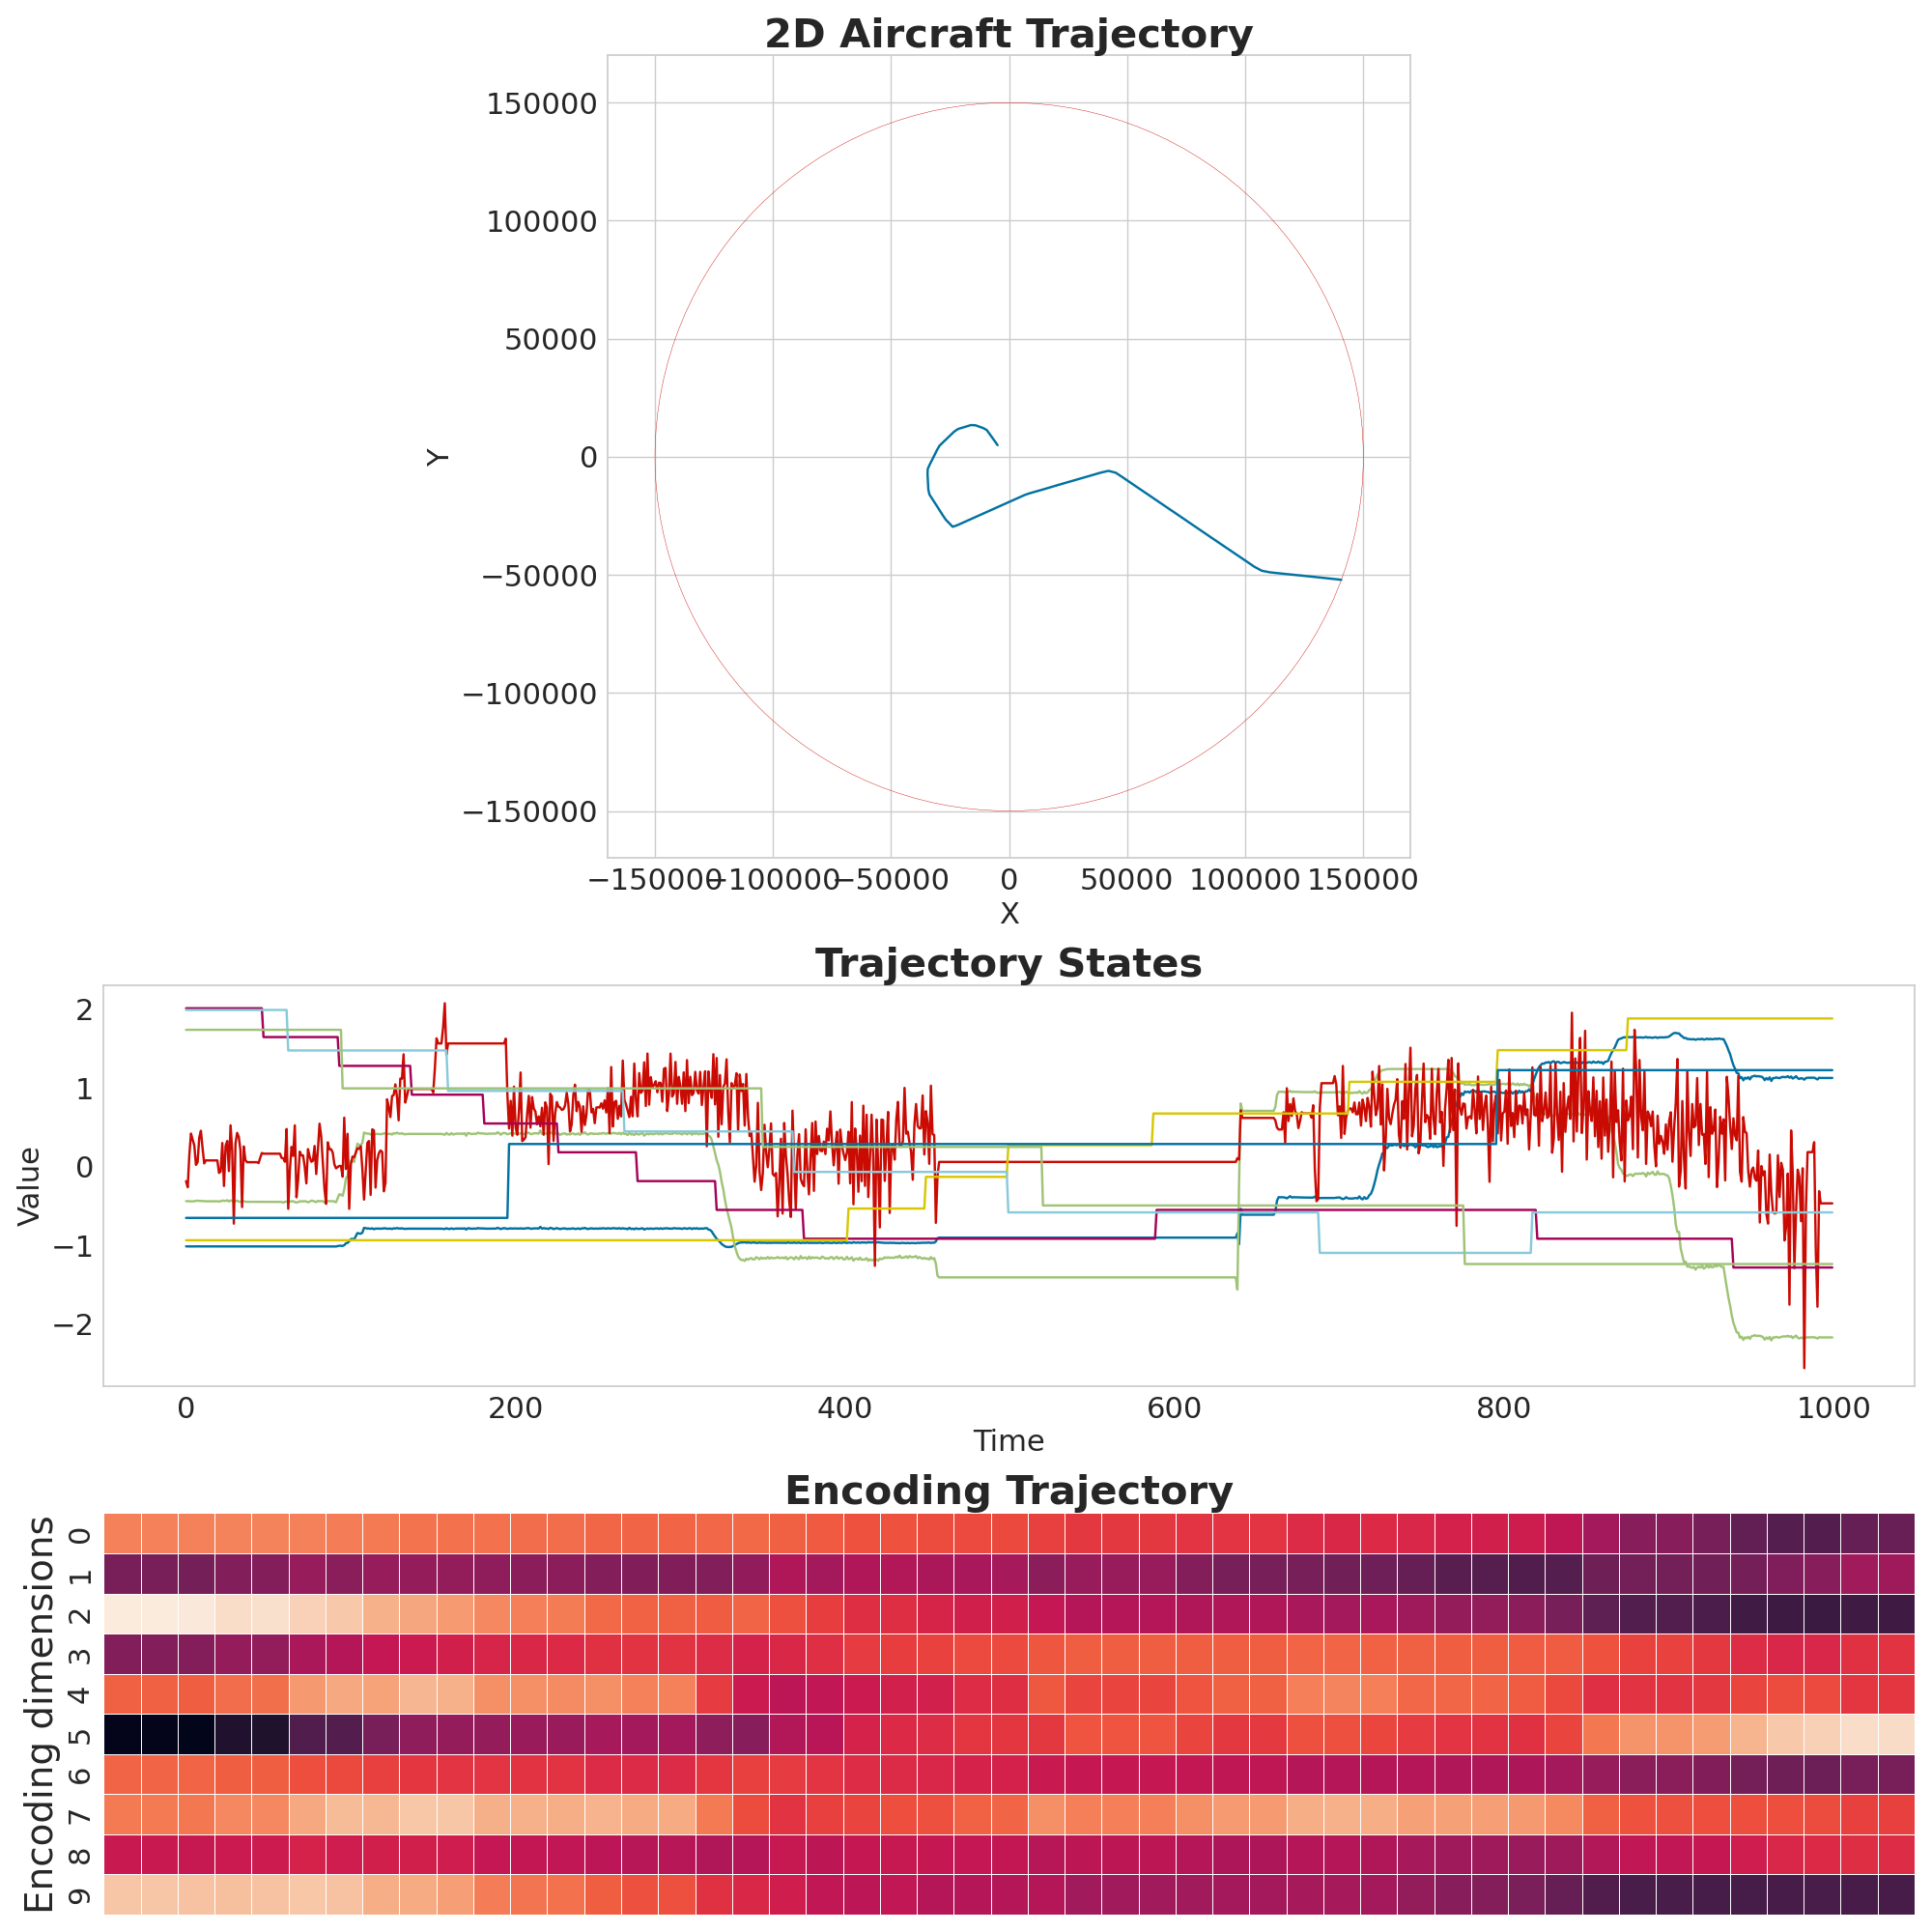 2D Aircraft Trajectory
150000
100000
50000
0
−50000
−100000
−150000
Y
−150000 −100000 −50000 0 50000 100000 150000
X
Trajectory States
2
1
0
−1
−2
Value
0 200 400 600 800 1000
Time
Encoding Trajectory
Encoding dimensions
0
1
2
3
4
5
6
7
8
9